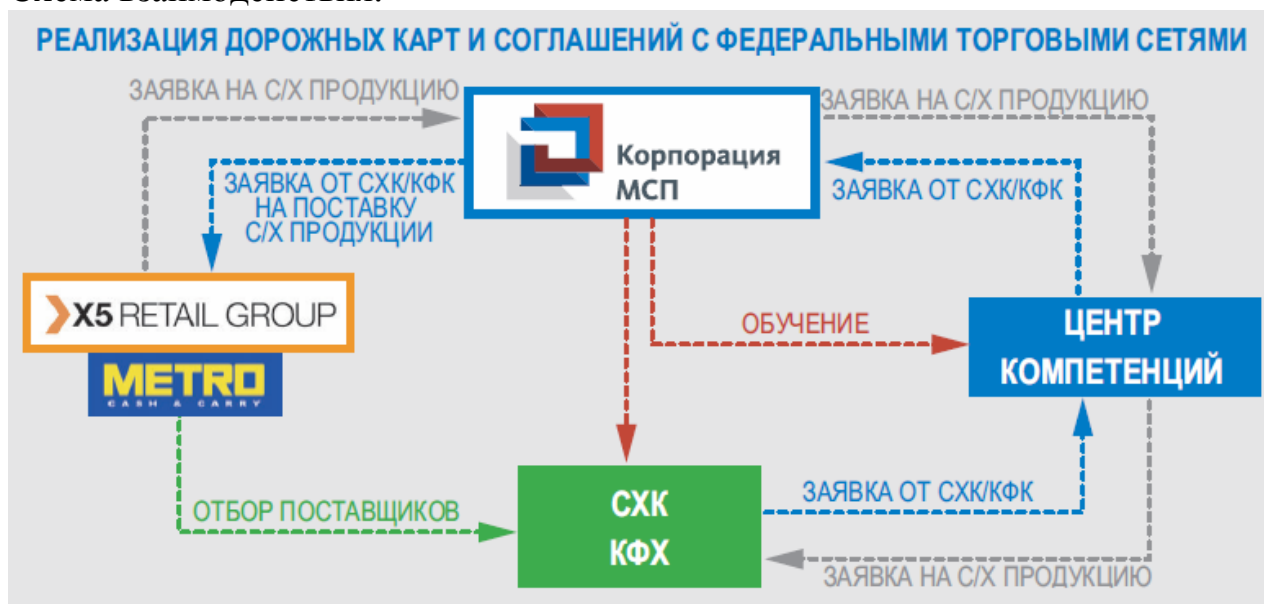 Схема взаимодействия:
РЕАЛИЗАЦИЯ ДОРОЖНЫХ КАРТ И СОГЛАШЕНИЙ С ФЕДЕРАЛЬНЫМИ ТОРГОВЫМИ СЕТЯМИ
ЗАЯВКА НА С/Х ПРОДУКЦИЮ
ЗАЯВКА НА С/Х ПРОДУКЦИЮ
Корпорация
МСП
ЗАЯВКА ОТ СХК/КФК
НА ПОСТАВКУ
С/Х ПРОДУКЦИИ
ЗАЯВКА ОТ СХК/КФК
X5 RETAIL GROUP
METRO
CASH & CARRY
ОБУЧЕНИЕ
ЦЕНТР
КОМПЕТЕНЦИЙ
ОТБОР ПОСТАВЩИКОВ
СХК
КФХ
ЗАЯВКА ОТ СХК/КФК
ЗАЯВКА НА С/Х ПРОДУКЦИЮ